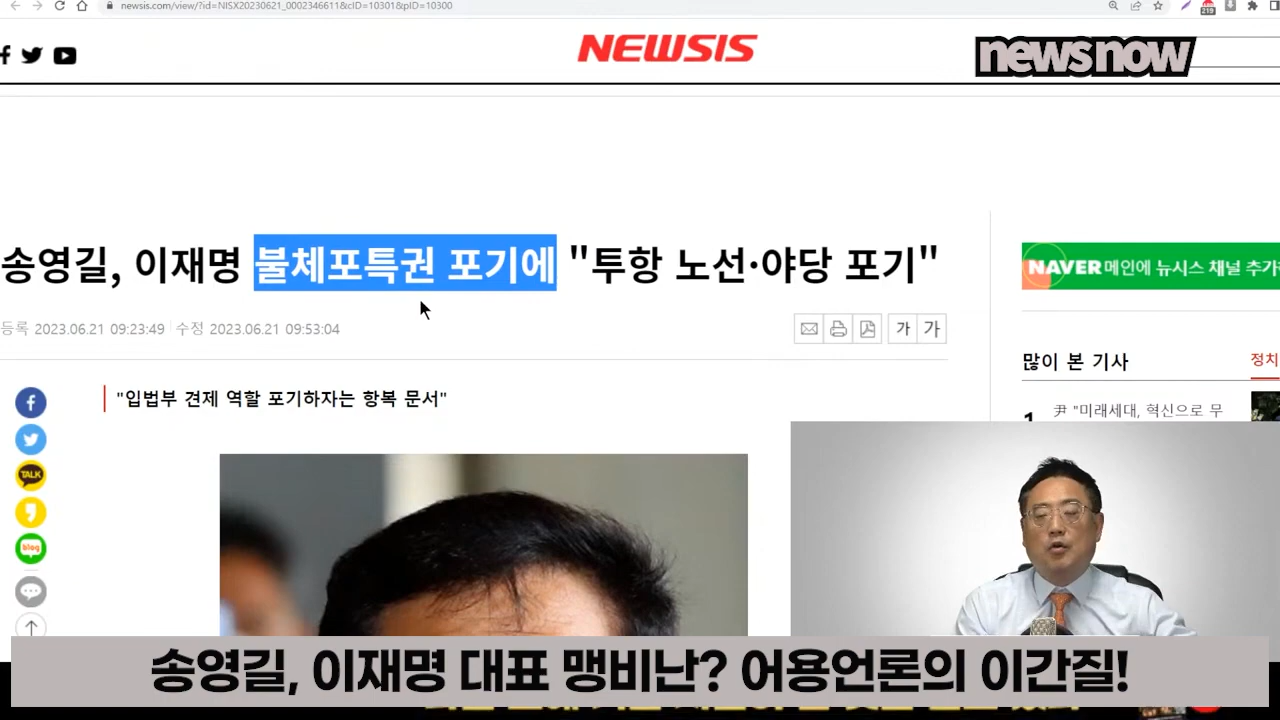 newsis.com/view/?id=NISX20230621_0002346611&cID=10301&pID=10300
219
NEWSIS
newsnow
송영길, 이재명 불체포특권 포기에 "투항 노선·야당 포기"
NAVER 메인에 뉴시스 채널 추가
등록 2023.06.21 09:23:49 수정 2023.06.21 09:53:04
가 가
많이 본 기사
정치
"입법부 견제 역할 포기하자는 항복 문서"
1 尹 "미래세대, 혁신으로 무
TALK
blog
송영길, 이재명 대표 맹비난? 어용언론의 이간질!